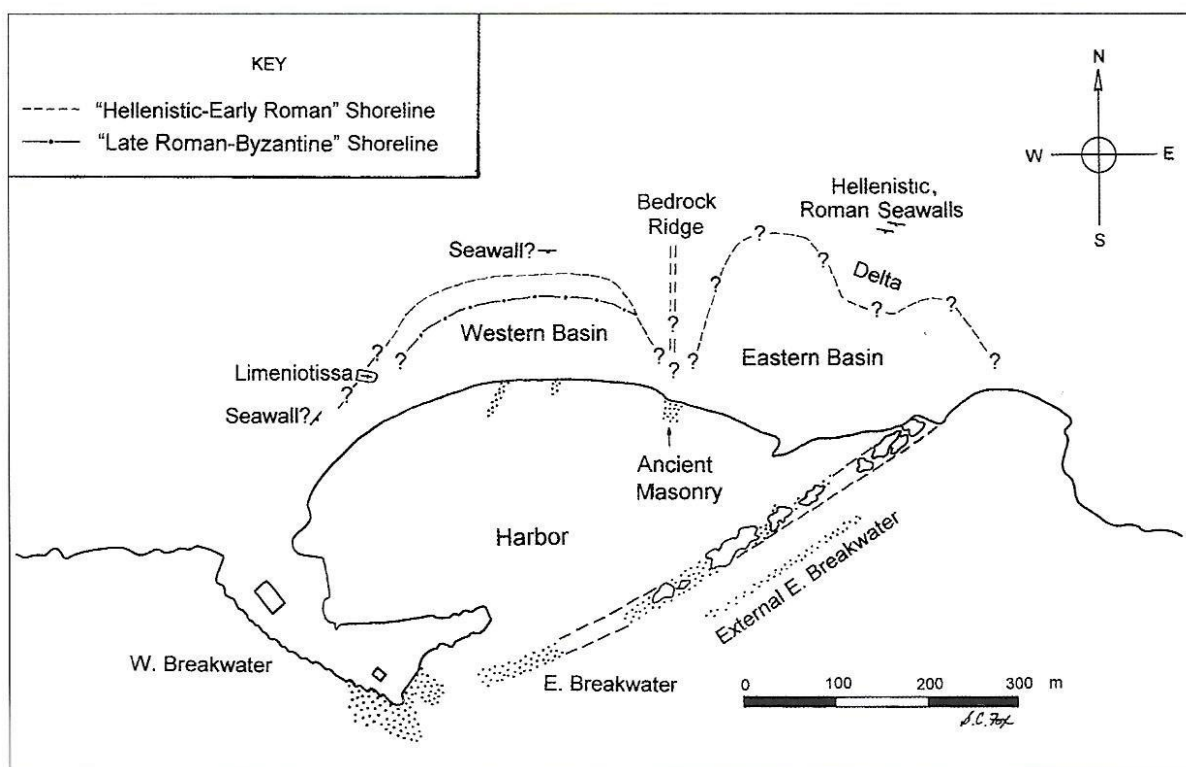 KEY
"Hellenistic-Early Roman" Shoreline
"Late Roman-Byzantine" Shoreline
N
W
E
S
Hellenistic,
Roman Seawalls
Bedrock
Ridge
Seawall?
?
?
?
Delta
?
?
?
Western Basin
?
?
?
?
?
?
Eastern Basin
?
Limeniotissa
?
Seawall?
Ancient
Masonry
Harbor
External E. Breakwater
W. Breakwater
E. Breakwater
0 100 200 300 m
S.C. Fox